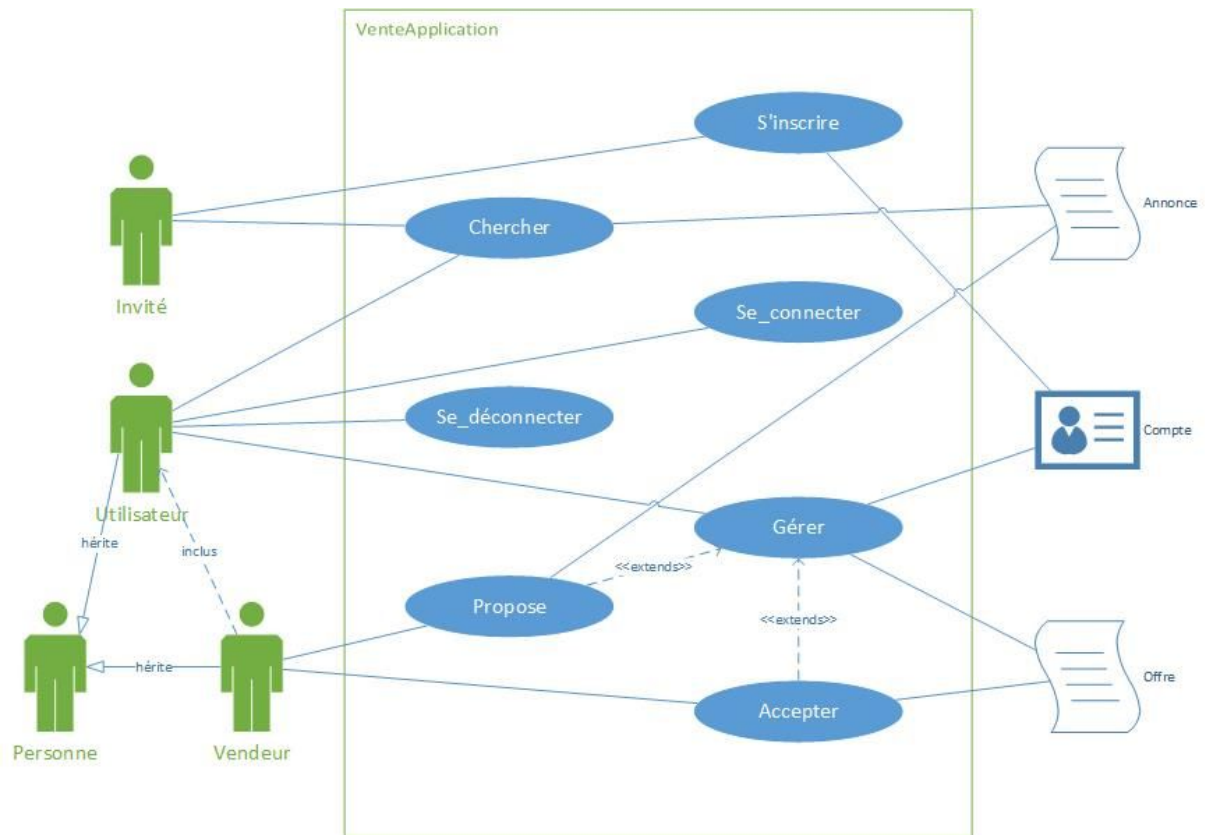 VenteApplication
S'inscrire
Annonce
Chercher
Invité
Se_connecter
Se_déconnecter
Compte
Utilisateur
Gérer
hérite
inclus
<<extends>>
Propose
<<extends>>
hérite
Offre
Accepter
Personne
Vendeur